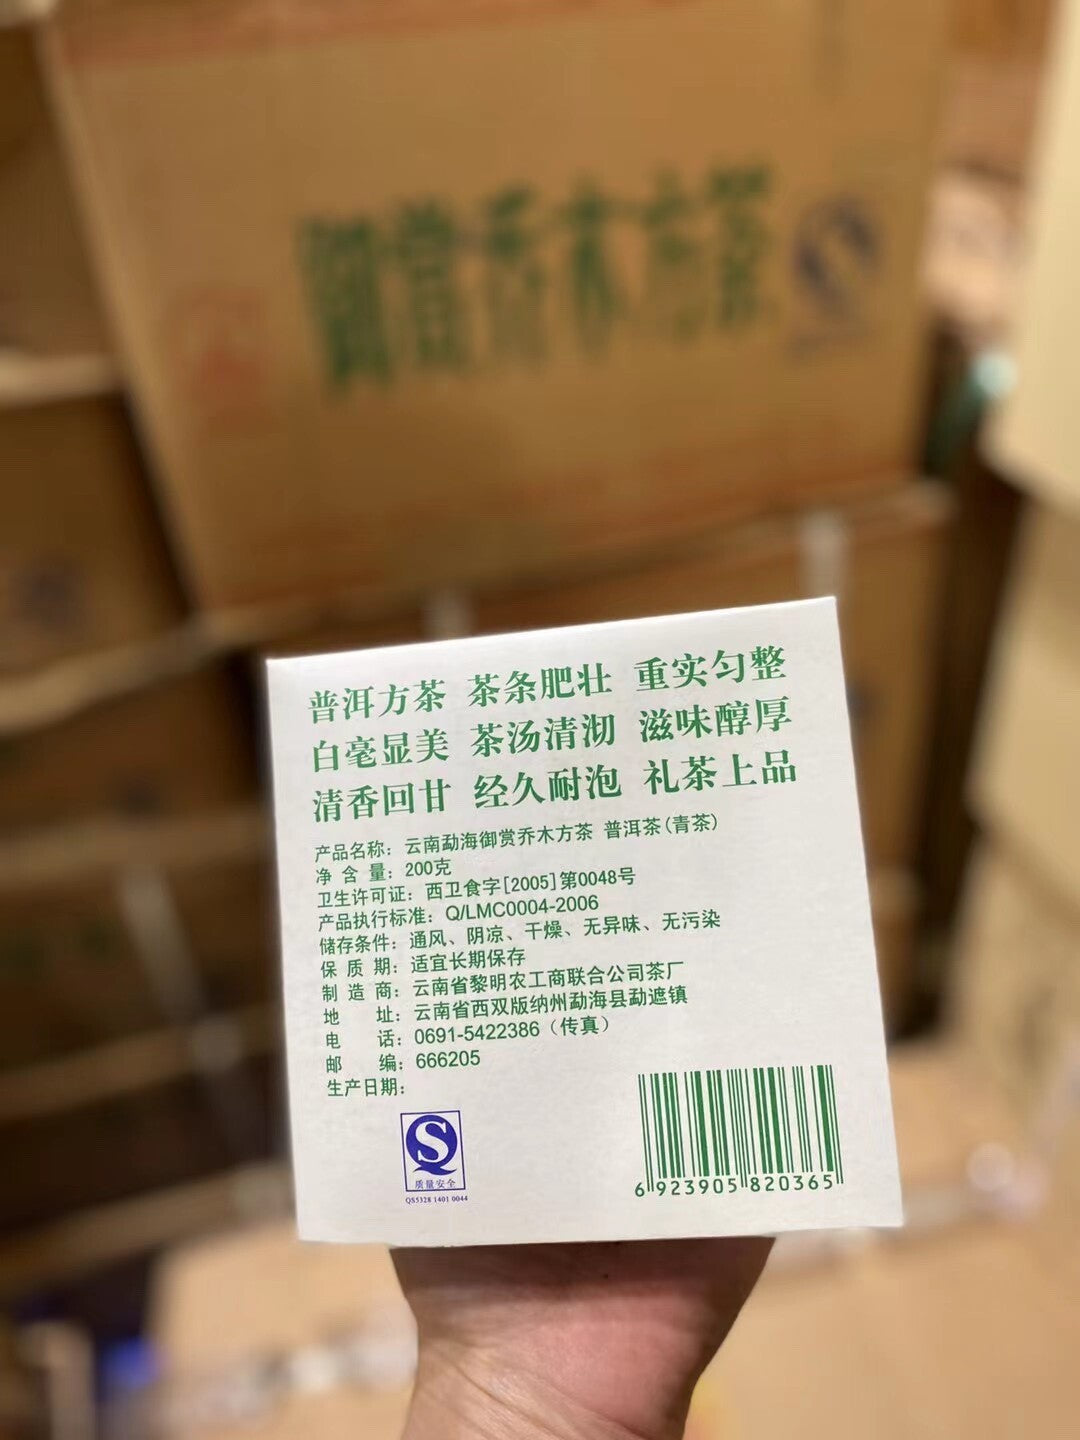 御赏乔木方茶
普洱方茶 茶条肥壮 重实匀整
白毫显美 茶汤清沏 滋味醇厚
清香回甘 经久耐泡 礼茶上品
产品名称：云南勐海御赏乔木方茶 普洱茶(青茶)
净 含 量：200克
卫生许可证：西卫食字[2005]第0048号
产品执行标准：Q/LMC0004-2006
储存条件：通风、阴凉、干燥、无异味、无污染
保 质 期：适宜长期保存
制 造 商：云南省黎明农工商联合公司茶厂
地 址：云南省西双版纳州勐海县勐遮镇
电 话：0691-5422386（传真）
邮 编：666205
生产日期：
质量安全
QS5328 1401 0044
6 923905 820365